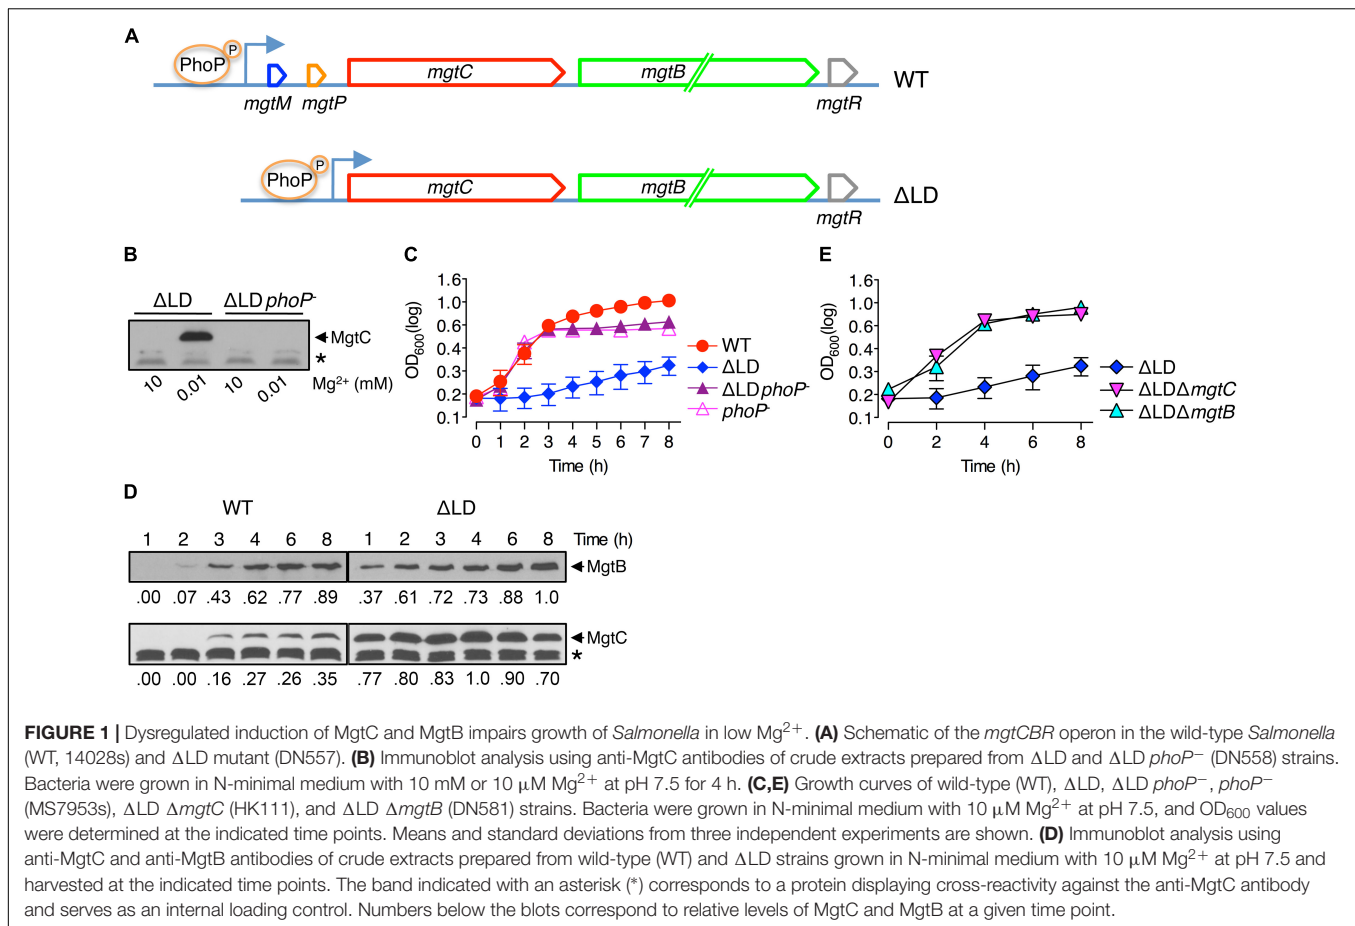 A
PhoP
P
mgtM
mgtP
mgtC
mgtB
mgtR
WT
PhoP
P
mgtC
mgtB
mgtR
ΔLD
B
ΔLD ΔLD phoP-
MgtC
*
10 0.01 10 0.01 Mg2+ (mM)
C
OD600(log)
1.6
1.0
0.6
0.4
0.3
0.2
0.1
0 1 2 3 4 5 6 7 8
Time (h)
WT
ΔLD
ΔLD phoP-
phoP-
E
OD600(log)
1.6
1.0
0.6
0.4
0.3
0.2
0.1
0 2 4 6 8
Time (h)
ΔLD
ΔLDΔmgtC
ΔLDΔmgtB
D
WT ΔLD
1 2 3 4 6 8 1 2 3 4 6 8 Time (h)
MgtB
.00 .07 .43 .62 .77 .89 .37 .61 .72 .73 .88 1.0
MgtC
*
.00 .00 .16 .27 .26 .35 .77 .80 .83 1.0 .90 .70
FIGURE 1 | Dysregulated induction of MgtC and MgtB impairs growth of Salmonella in low Mg2+. (A) Schematic of the mgtCBR operon in the wild-type Salmonella
(WT, 14028s) and ΔLD mutant (DN557). (B) Immunoblot analysis using anti-MgtC antibodies of crude extracts prepared from ΔLD and ΔLD phoP− (DN558) strains.
Bacteria were grown in N-minimal medium with 10 mM or 10 μM Mg2+ at pH 7.5 for 4 h. (C,E) Growth curves of wild-type (WT), ΔLD, ΔLD phoP−, phoP−
(MS7953s), ΔLD ΔmgtC (HK111), and ΔLD ΔmgtB (DN581) strains. Bacteria were grown in N-minimal medium with 10 μM Mg2+ at pH 7.5, and OD600 values
were determined at the indicated time points. Means and standard deviations from three independent experiments are shown. (D) Immunoblot analysis using
anti-MgtC and anti-MgtB antibodies of crude extracts prepared from wild-type (WT) and ΔLD strains grown in N-minimal medium with 10 μM Mg2+ at pH 7.5 and
harvested at the indicated time points. The band indicated with an asterisk (*) corresponds to a protein displaying cross-reactivity against the anti-MgtC antibody
and serves as an internal loading control. Numbers below the blots correspond to relative levels of MgtC and MgtB at a given time point.